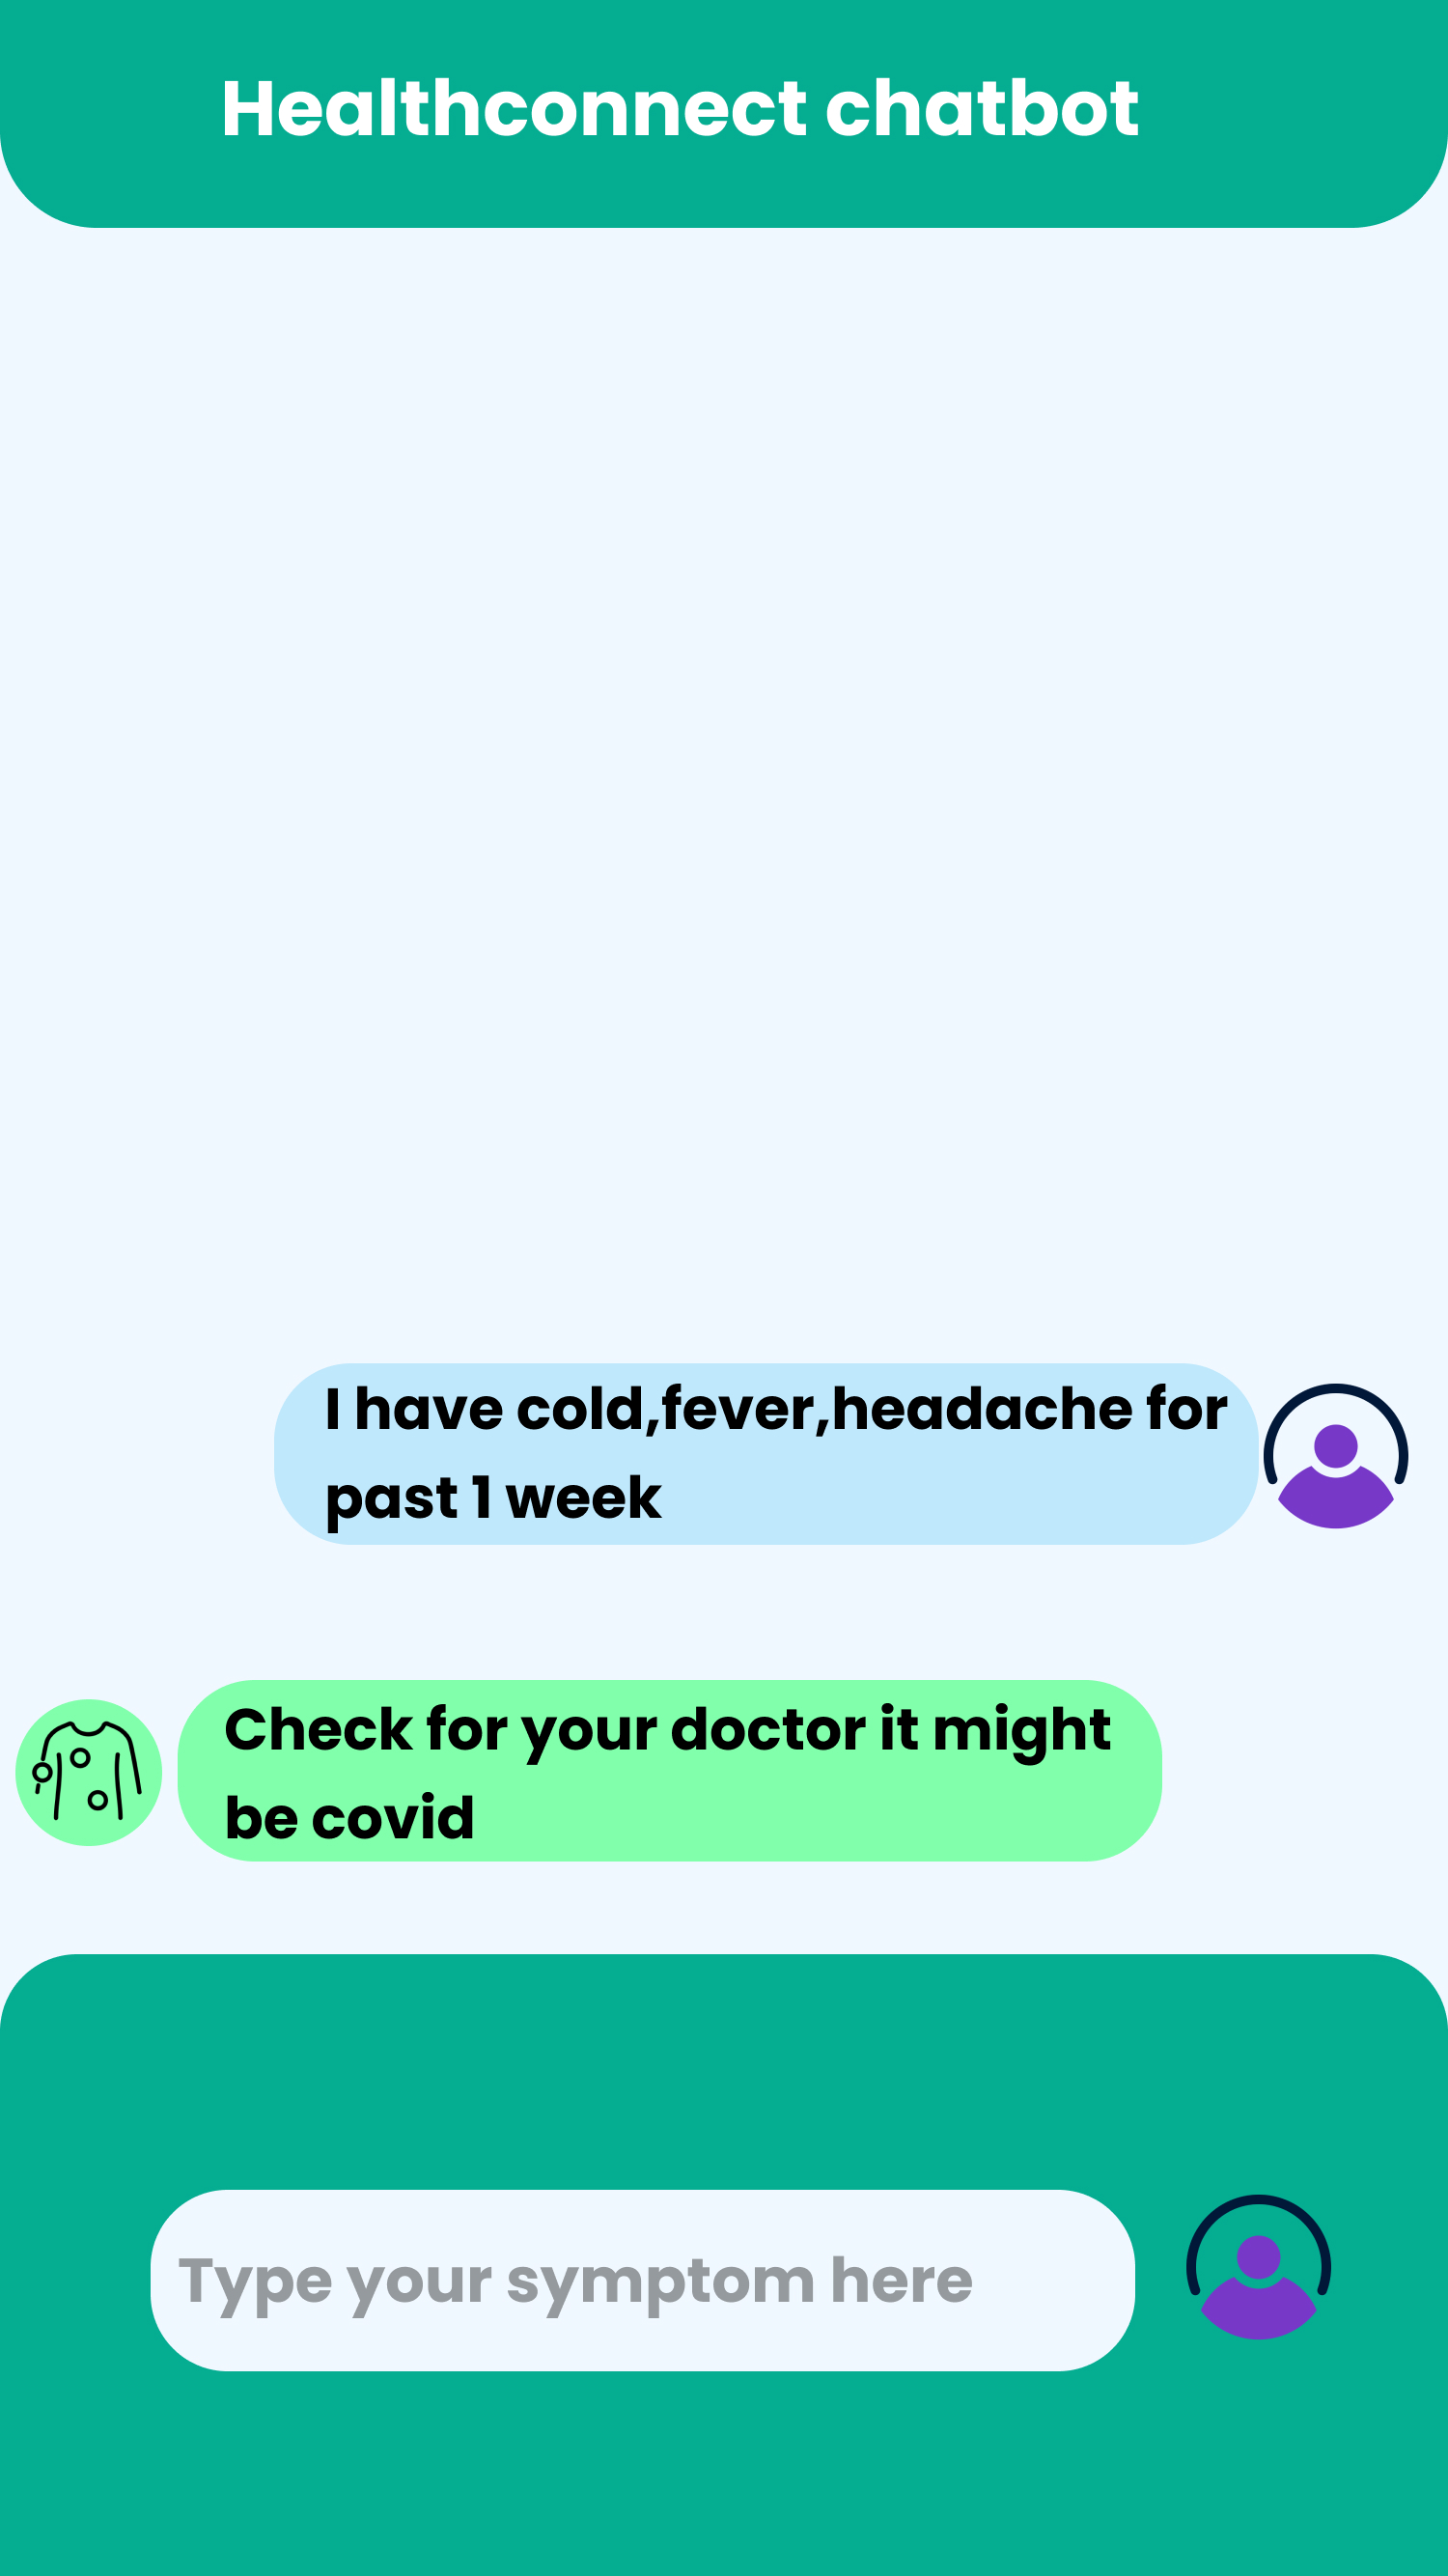 Healthconnect chatbot
I have cold,fever,headache for
past 1 week
Check for your doctor it might
be covid
Type your symptom here